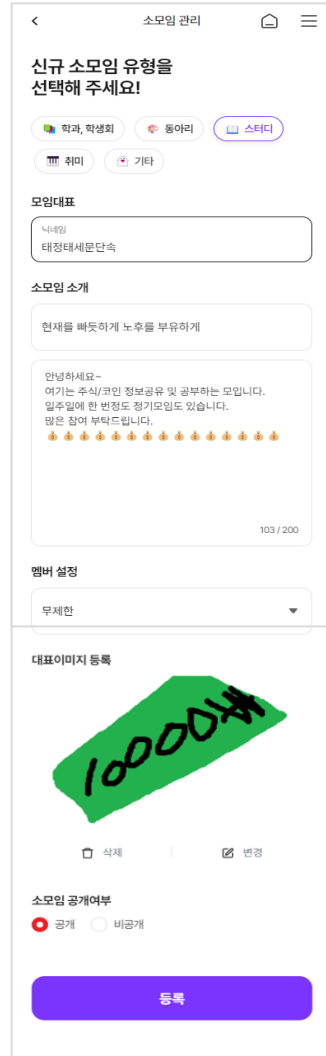 소모임 관리
신규 소모임 유형을
선택해 주세요!
학과, 학생회
동아리
스터디
취미
기타
모임대표
닉네임
태정태세문단속
소모임 소개
현재를 빠듯하게 노후를 부유하게
안녕하세요~
여기는 주식/코인 정보공유 및 공부하는 모입니다.
일주일에 한 번정도 정기모임도 있습니다.
많은 참여 부탁드립니다.
103 / 200
멤버 설정
무제한
대표이미지 등록
10000₩
삭제
변경
소모임 공개여부
공개
비공개
등록